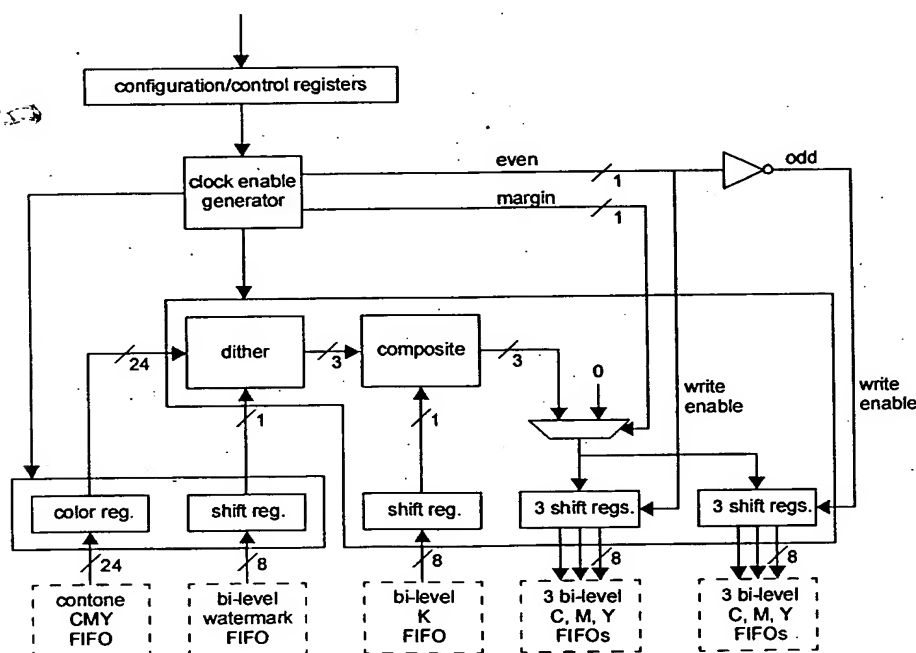 configuration/control registers
clock enable
generator
even
1
odd
margin
1
dither
composite
24
3
3
0
1
1
write
enable
write
enable
color reg.
shift reg.
shift reg.
3 shift regs.
3 shift regs.
24
8
8
8
8
contone
CMY
FIFO
bi-level
watermark
FIFO
bi-level
K
FIFO
3 bi-level
C, M, Y
FIFOs
3 bi-level
C, M, Y
FIFOs